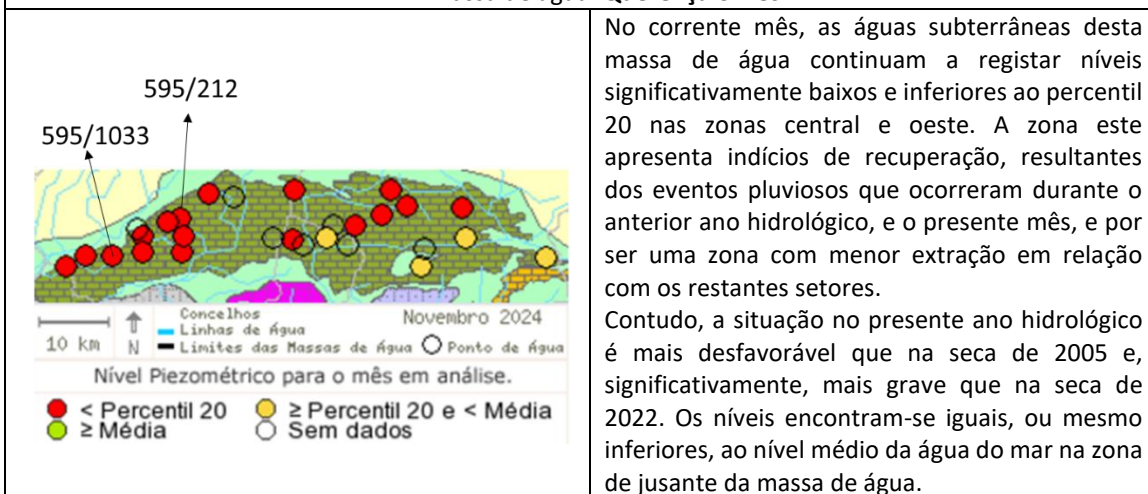 595/212
595/1033
Concelhos
Linhas de Água
Novembro 2024
10 km
N
Limites das Massas de Água
Ponto de Água
Nível Piezométrico para o mês em análise.
< Percentil 20
≥ Percentil 20 e < Média
≥ Média
Sem dados
No corrente mês, as águas subterrâneas desta
massa de água continuam a registar níveis
significativamente baixos e inferiores ao percentil
20 nas zonas central e oeste. A zona este
apresenta indícios de recuperação, resultantes
dos eventos pluviosos que ocorreram durante o
anterior ano hidrológico, e o presente mês, e por
ser uma zona com menor extração em relação
com os restantes setores.
Contudo, a situação no presente ano hidrológico
é mais desfavorável que na seca de 2005 e,
significativamente, mais grave que na seca de
2022. Os níveis encontram-se iguais, ou mesmo
inferiores, ao nível médio da água do mar na zona
de jusante da massa de água.